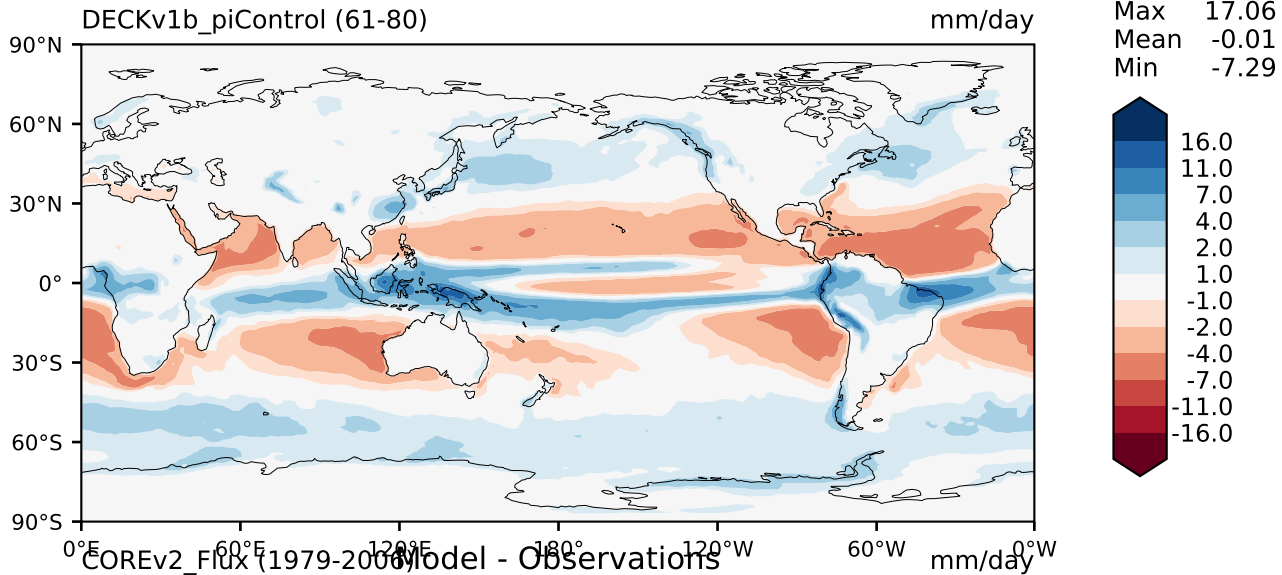 DECKv1b_piControl (61-80) mm/day
Max 17.06
Mean -0.01
Min -7.29
90°N
60°N
30°N
0°
30°S
60°S
90°S
0°E 60°E 120°E 180° 120°W 60°W 0°W
16.0
11.0
7.0
4.0
2.0
1.0
-1.0
-2.0
-4.0
-7.0
-11.0
-16.0
COREv2_Flux (1979-2006) Model - Observations mm/day